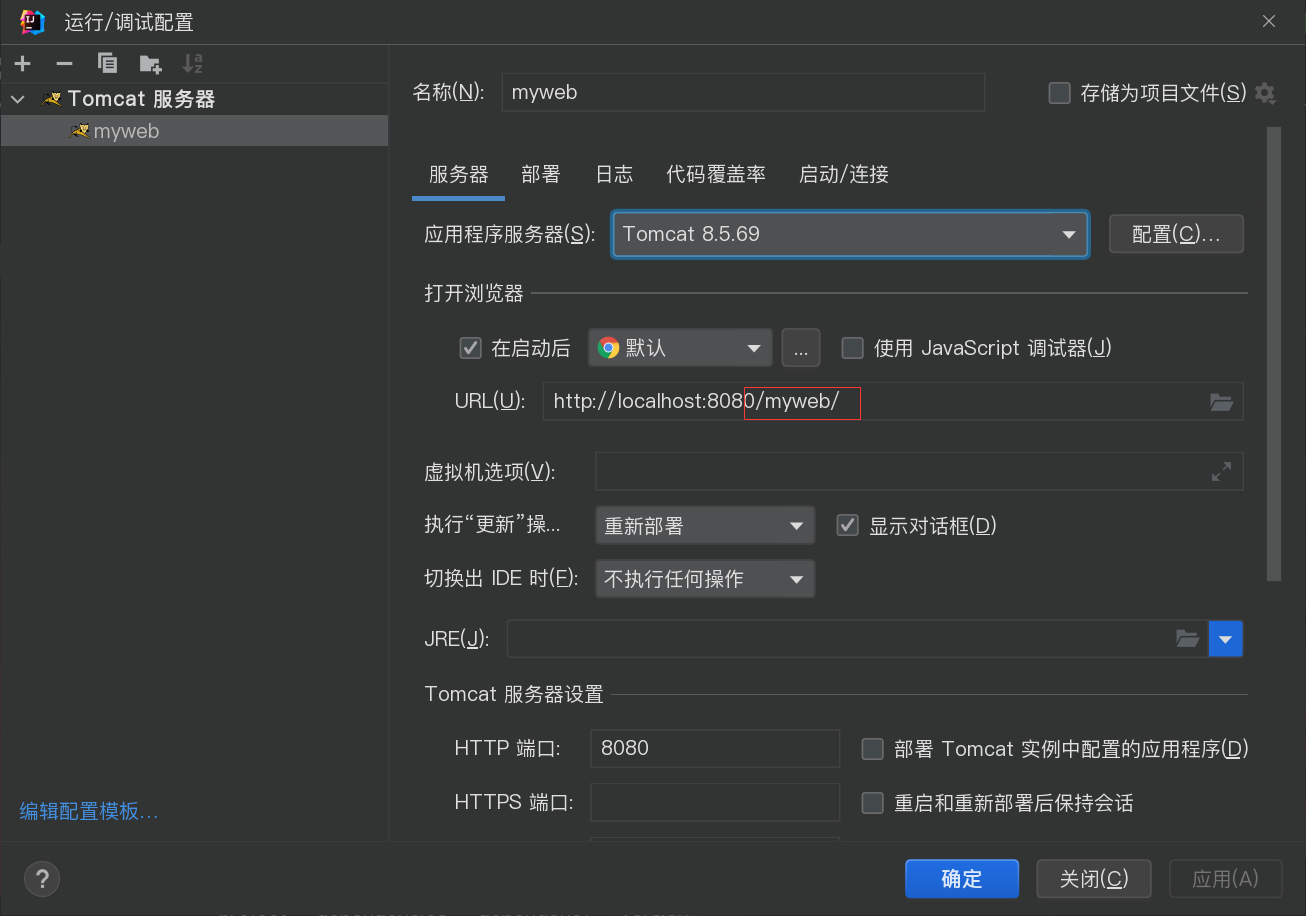 运行/调试配置
Tomcat 服务器
myweb
编辑配置模板…
名称(N):
myweb
存储为项目文件(S)
服务器 部署 日志 代码覆盖率 启动/连接
应用程序服务器(S): Tomcat 8.5.69 配置(C)…
打开浏览器
在启动后 默认 ... 使用 JavaScript 调试器(J)
URL(U): http://localhost:8080/myweb/
虚拟机选项(V):
执行“更新”操... 重新部署 显示对话框(D)
切换出 IDE 时(F): 不执行任何操作
JRE(J):
Tomcat 服务器设置
HTTP 端口: 8080 部署 Tomcat 实例中配置的应用程序(D)
HTTPS 端口: 重启和重新部署后保持会话
? 确定 关闭(C) 应用(A)